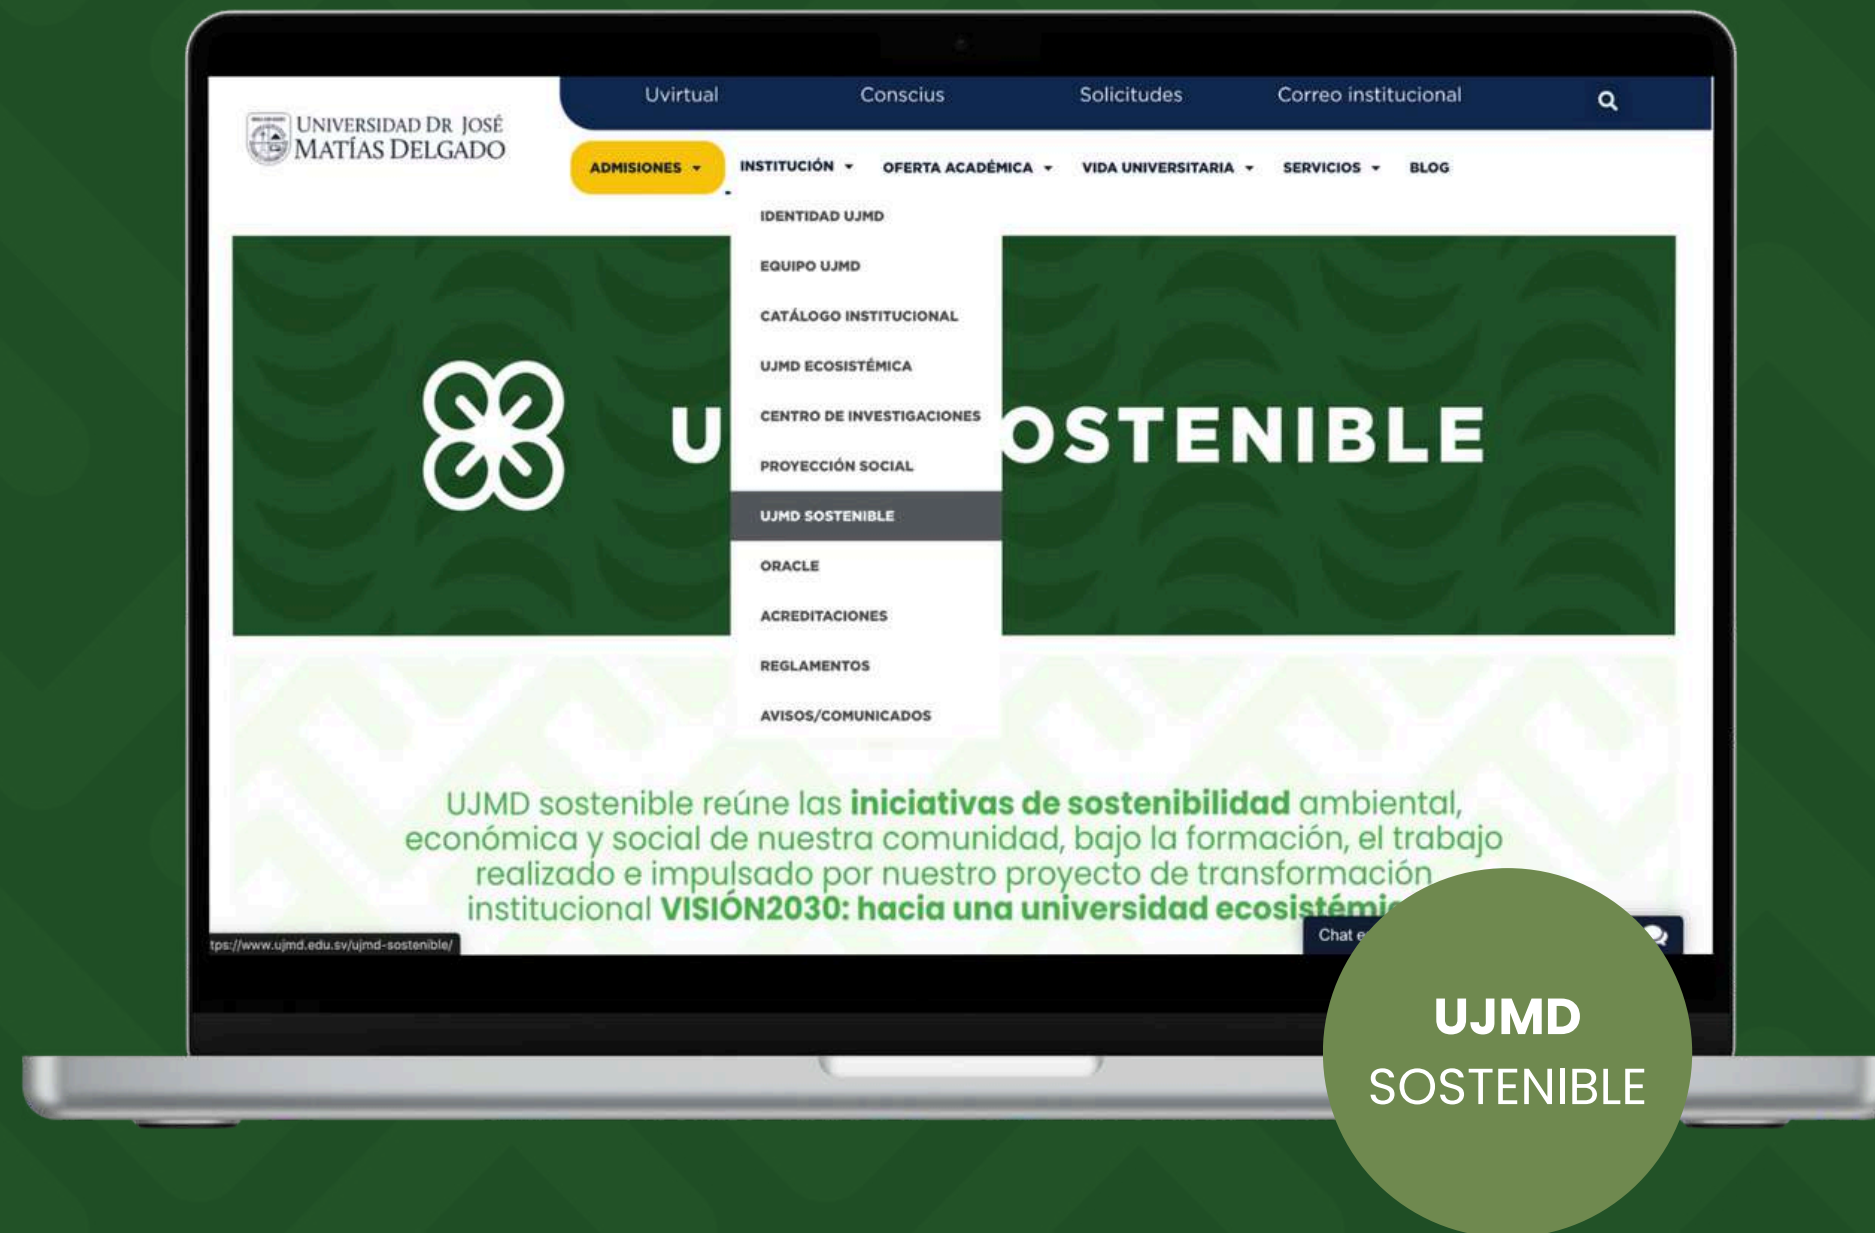 Uvirtual Conscius Solicitudes Correo institucional
UNIVERSIDAD DR JOSÉ
MATÍAS DELGADO
ADMISIONES INSTITUCIÓN OFERTA ACADÉMICA VIDA UNIVERSITARIA SERVICIOS BLOG
IDENTIDAD UJMD
EQUIPO UJMD
CATÁLOGO INSTITUCIONAL
UJMD ECOSISTÉMICA
CENTRO DE INVESTIGACIONES
PROYECCIÓN SOCIAL
UJMD SOSTENIBLE
ORACLE
ACREDITACIONES
REGLAMENTOS
AVISOS/COMUNICADOS
U OSTENIBLE
UJMD sostenible reúne las iniciativas de sostenibilidad ambiental,
económica y social de nuestra comunidad, bajo la formación, el trabajo
realizado e impulsado por nuestro proyecto de transformación
institucional VISIÓN2030: hacia una universidad
tps://www.ujmd.edu.sv/ujmd-sostenible/
Chat
UJMD
SOSTENIBLE